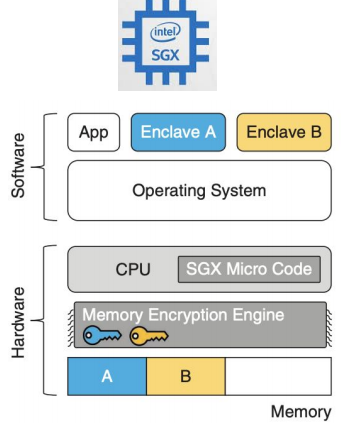 intel
SGX
Software
App
Enclave A
Enclave B
Operating System
Hardware
CPU
SGX Micro Code
Memory Encryption Engine
A
B
Memory